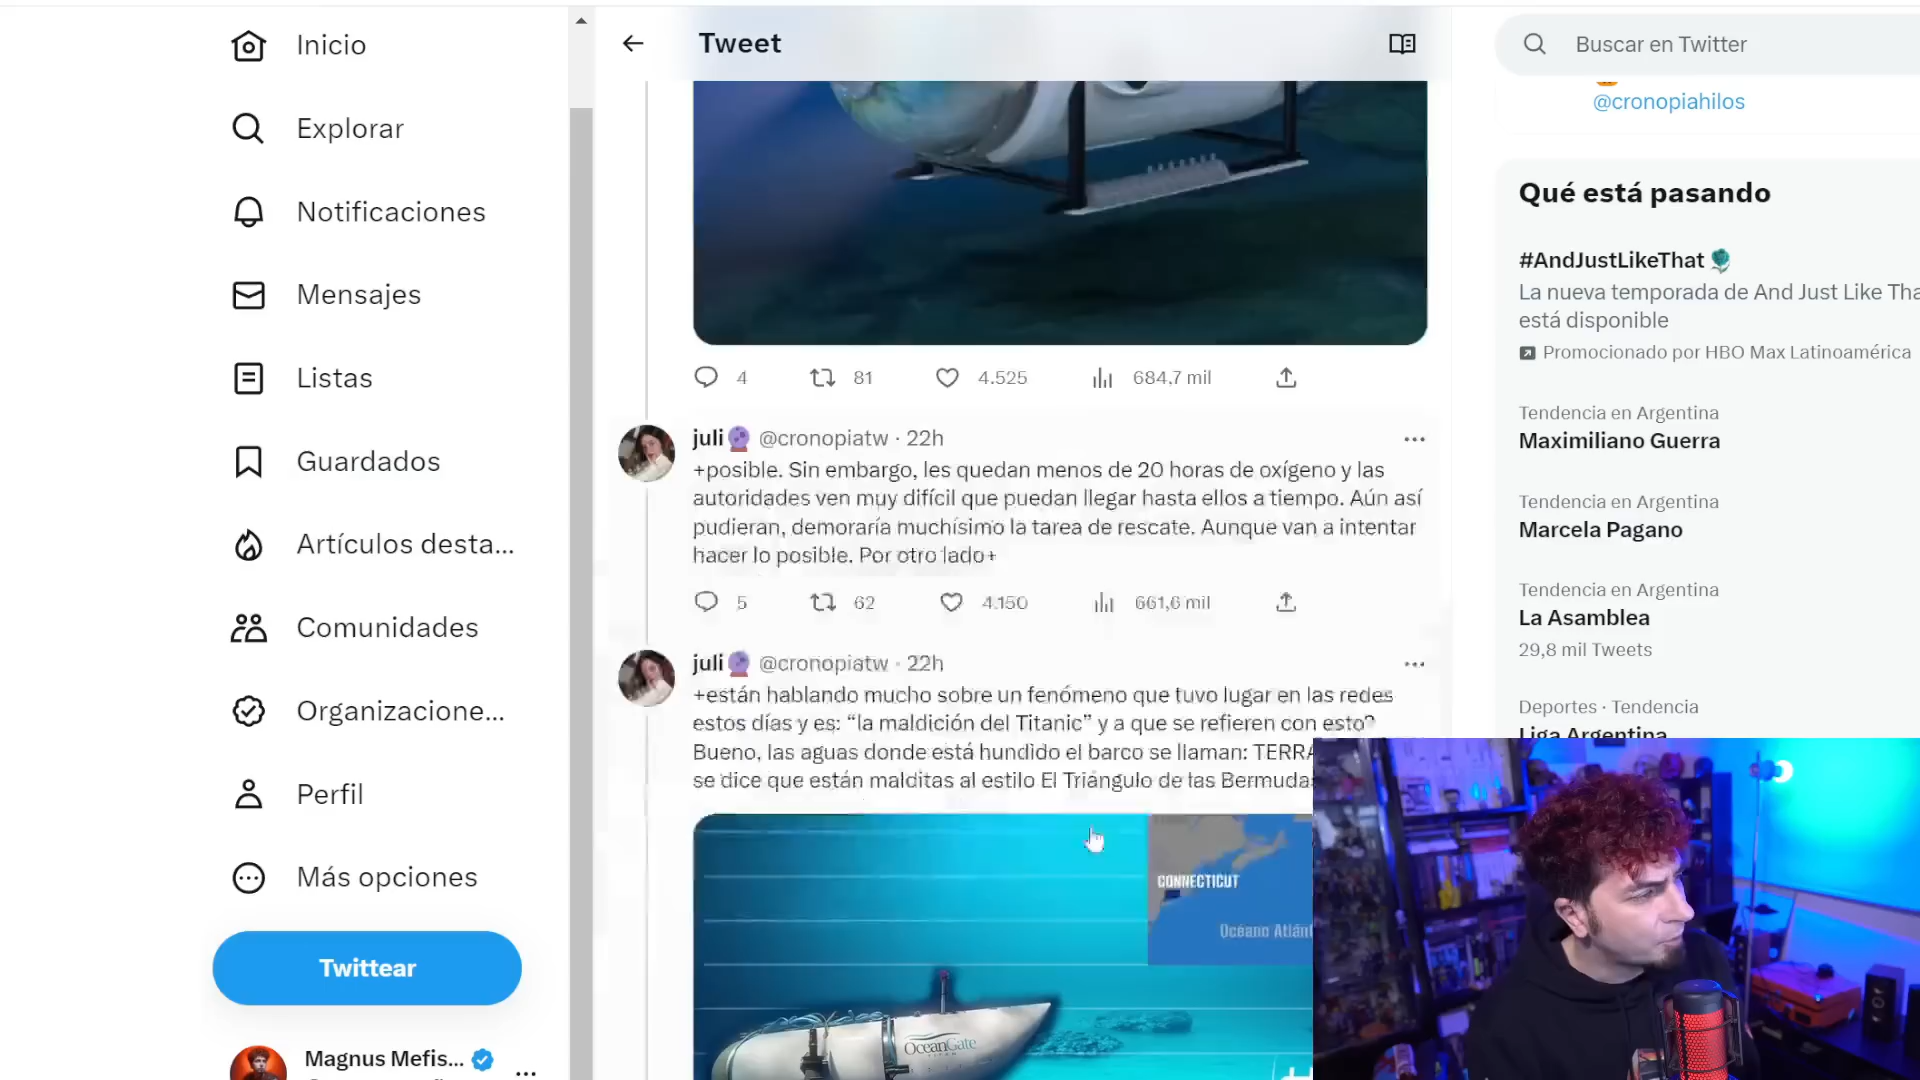 Inicio
Explorar
Notificaciones
Mensajes
Listas
Guardados
Artículos desta...
Comunidades
Organizacione...
Perfil
Más opciones
Twittear
Magnus Mefis...
Tweet
4
81
4.525
684,7 mil
juli @cronopiatw · 22h
+posible. Sin embargo, les quedan menos de 20 horas de oxígeno y las
autoridades ven muy difícil que puedan llegar hasta ellos a tiempo. Aún así
pudieran, demoraría muchísimo la tarea de rescate. Aunque van a intentar
hacer lo posible. Por otro lado+
5
62
4.150
661,6 mil
juli @cronopiatw · 22h
+están hablando mucho sobre un fenómeno que tuvo lugar en las redes
estos días y es: “la maldición del Titanic” y a que se refieren con esto?
Bueno, las aguas donde está hundido el barco se llaman: TERRA
se dice que están malditas al estilo El Triángulo de las Bermudas
CONNECTICUT
Océano Atlánt
OceanGate
Buscar en Twitter
@cronopiahilos
Qué está pasando
#AndJustLikeThat
La nueva temporada de And Just Like Tha
está disponible
Promocionado por HBO Max Latinoamérica
Tendencia en Argentina
Maximiliano Guerra
Tendencia en Argentina
Marcela Pagano
Tendencia en Argentina
La Asamblea
29,8 mil Tweets
Deportes · Tendencia
Liga Argentina